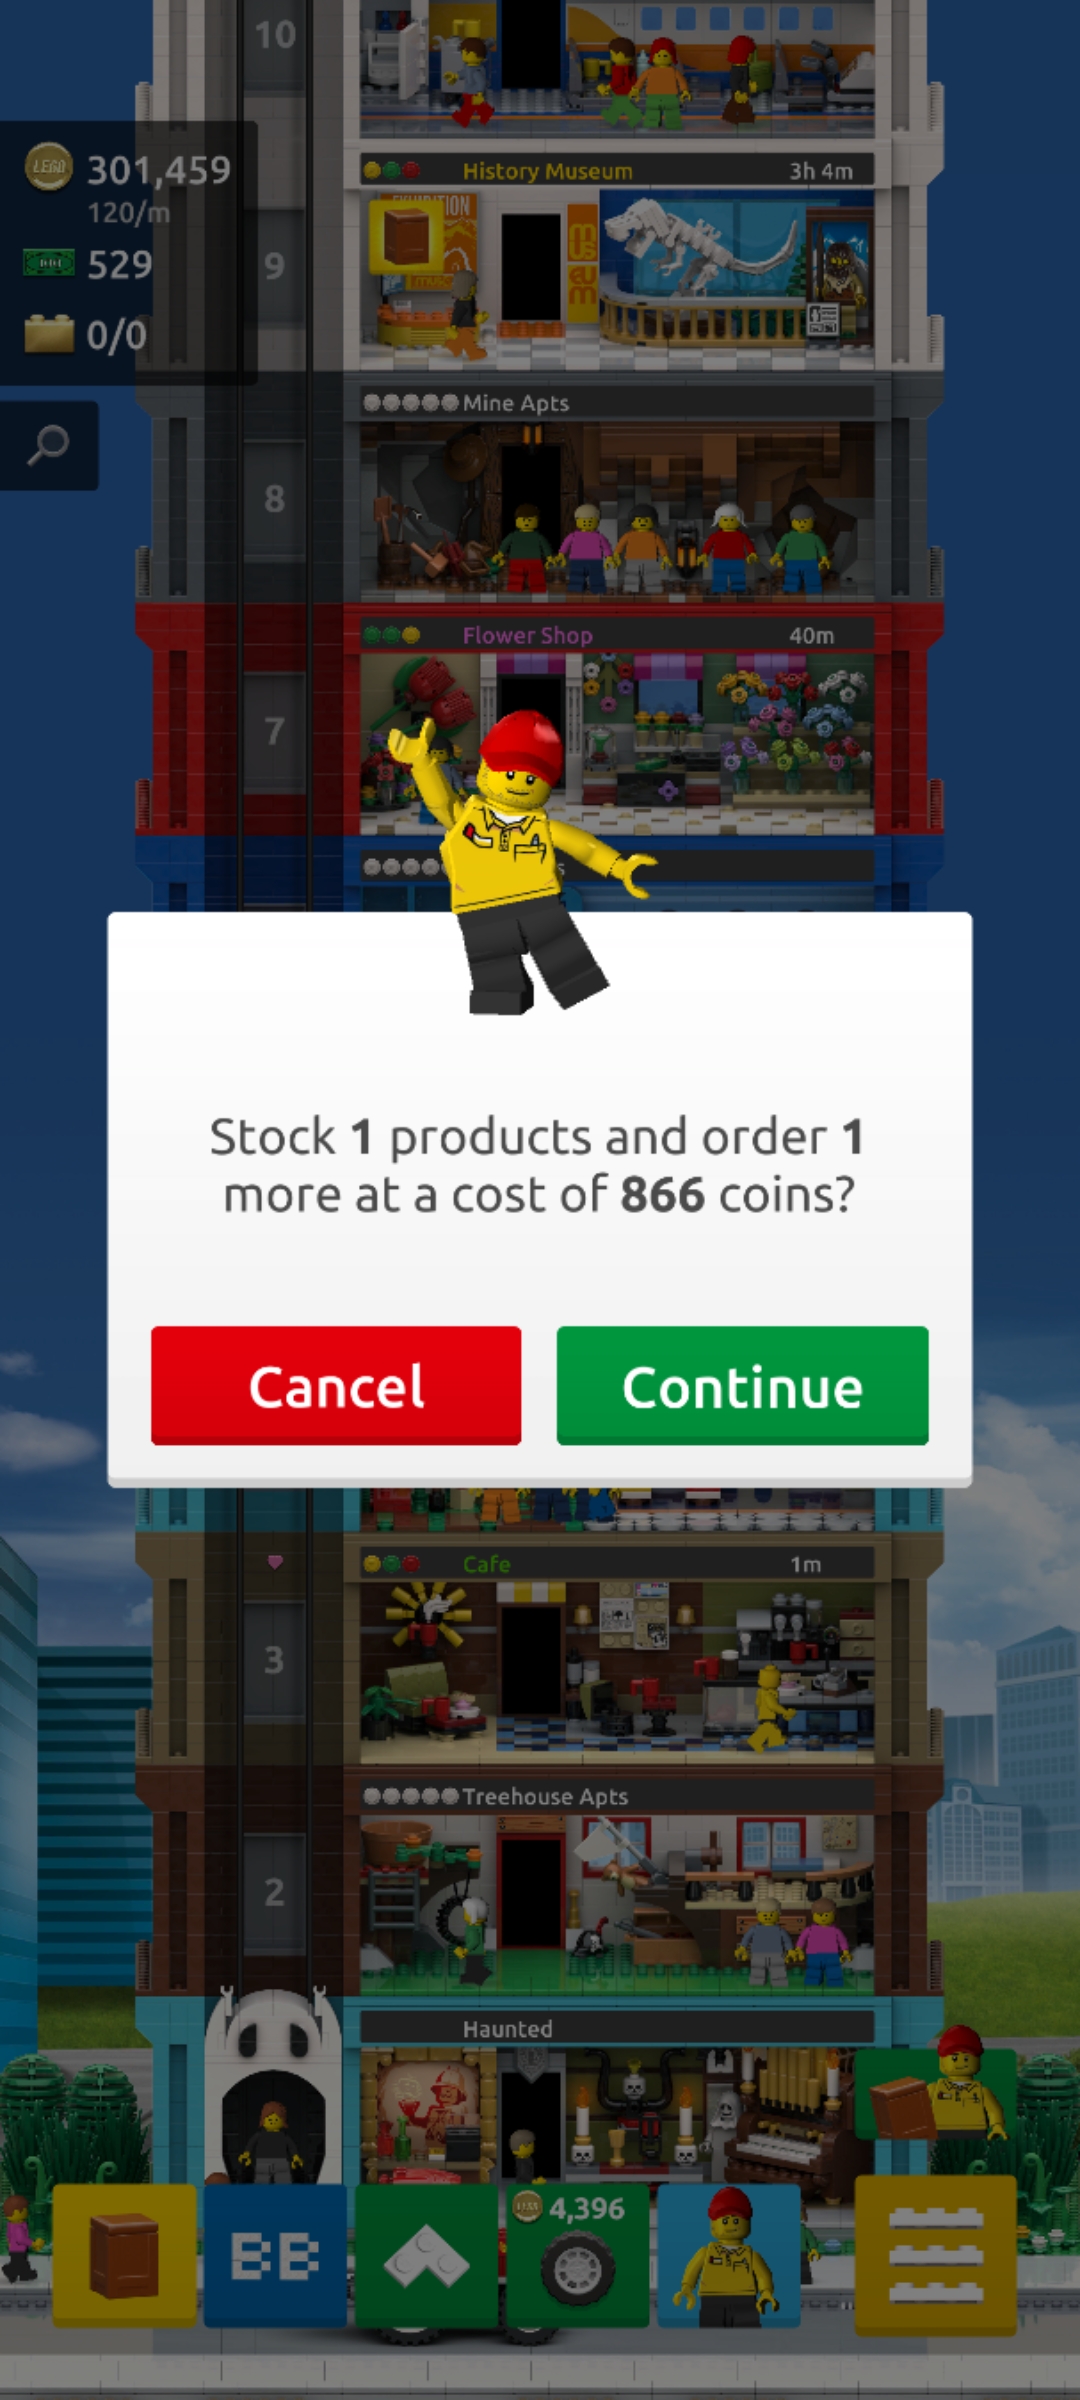 10
301,459
120/m
529
0/0
History Museum 3h 4m
EXHIBITION
9
Mine Apts
8
Flower Shop 40m
7
Stock 1 products and order 1
more at a cost of 866 coins?
Cancel
Continue
Cafe 1m
3
Treehouse Apts
2
Haunted
BB
4,396